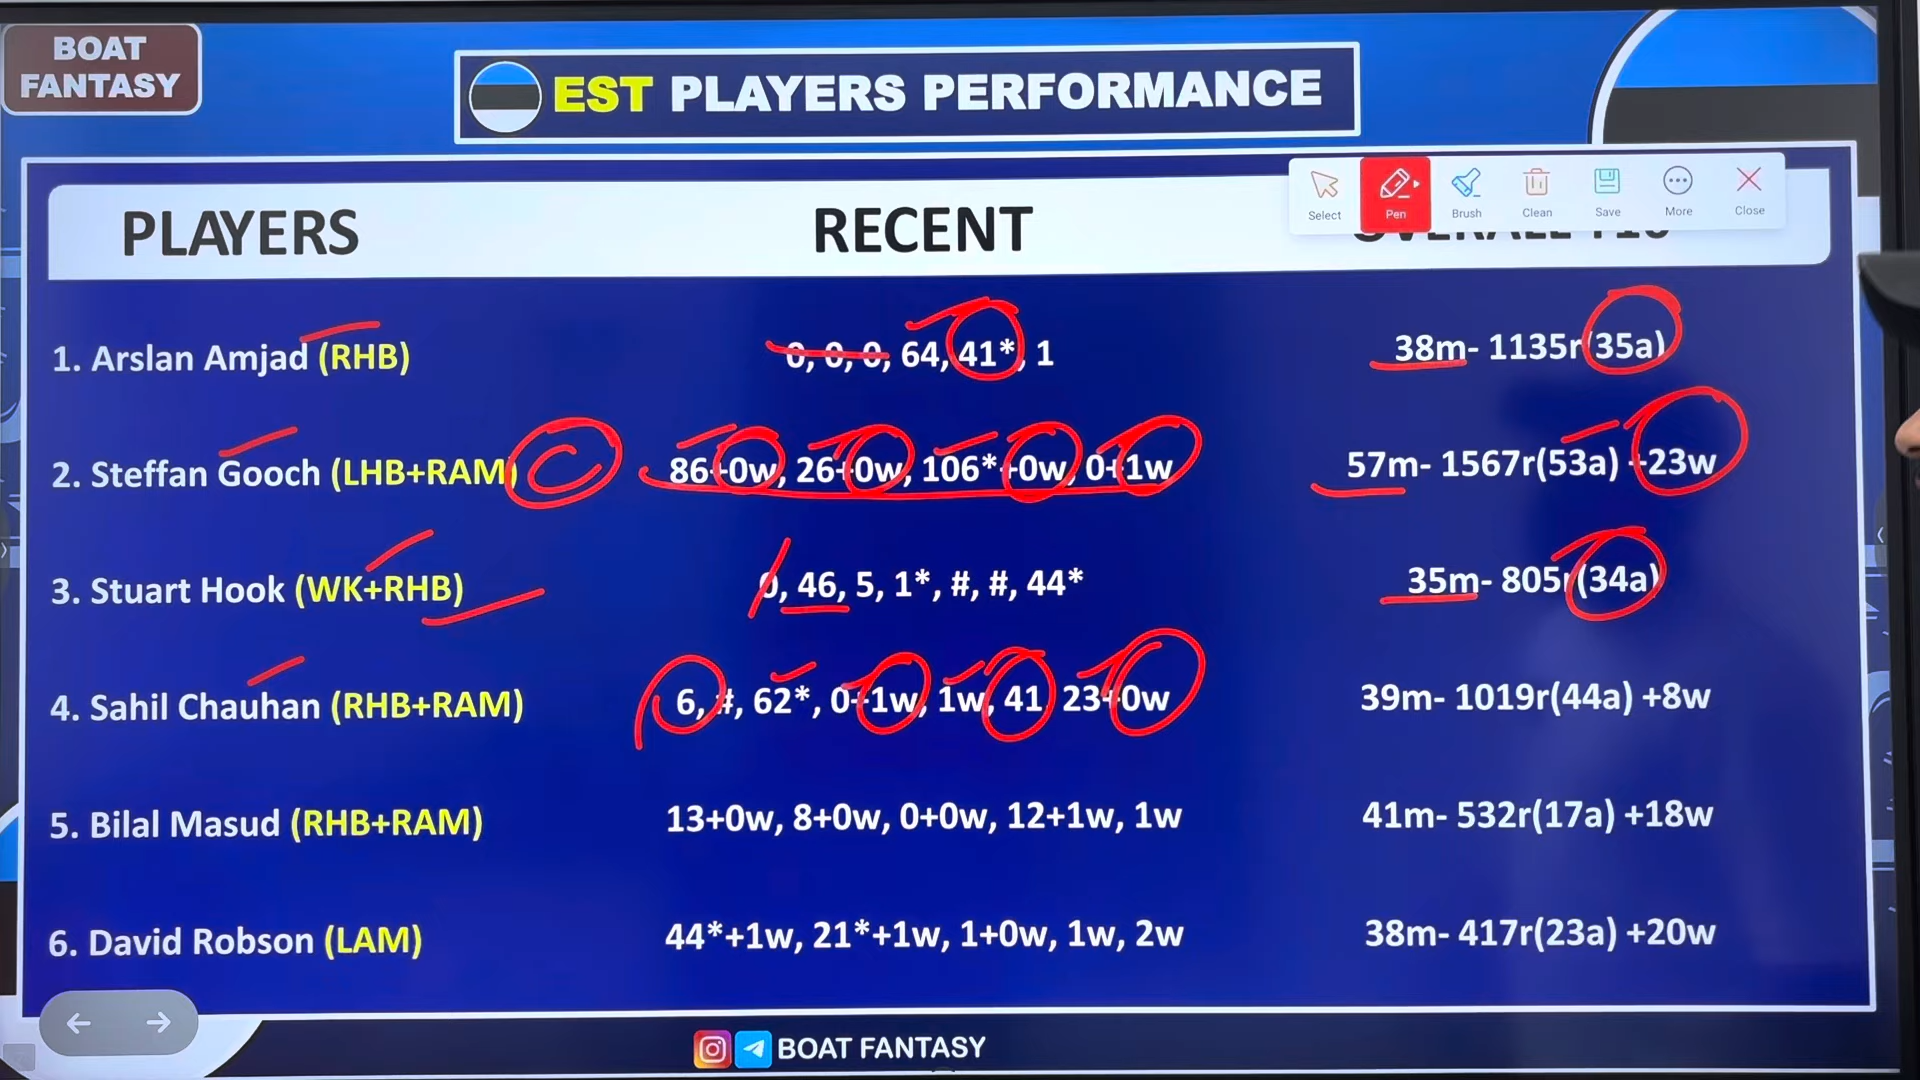 BOAT
FANTASY
EST PLAYERS PERFORMANCE
Select
Pen
Brush
Clean
Save
More
Close
PLAYERS
RECENT
1. Arslan Amjad (RHB)
0, 0, 0, 64, 41*, 1
38m- 1135r(35a)
2. Steffan Gooch (LHB+RAM)
C
86+0w, 26+0w, 106*+0w, 0+1w
57m- 1567r(53a) +23w
3. Stuart Hook (WK+RHB)
0, 46, 5, 1*, #, #, 44*
35m- 805r(34a)
4. Sahil Chauhan (RHB+RAM)
6, #, 62*, 0+1w, 1w, 41, 23+0w
39m- 1019r(44a) +8w
5. Bilal Masud (RHB+RAM)
13+0w, 8+0w, 0+0w, 12+1w, 1w
41m- 532r(17a) +18w
6. David Robson (LAM)
44*+1w, 21*+1w, 1+0w, 1w, 2w
38m- 417r(23a) +20w
BOAT FANTASY